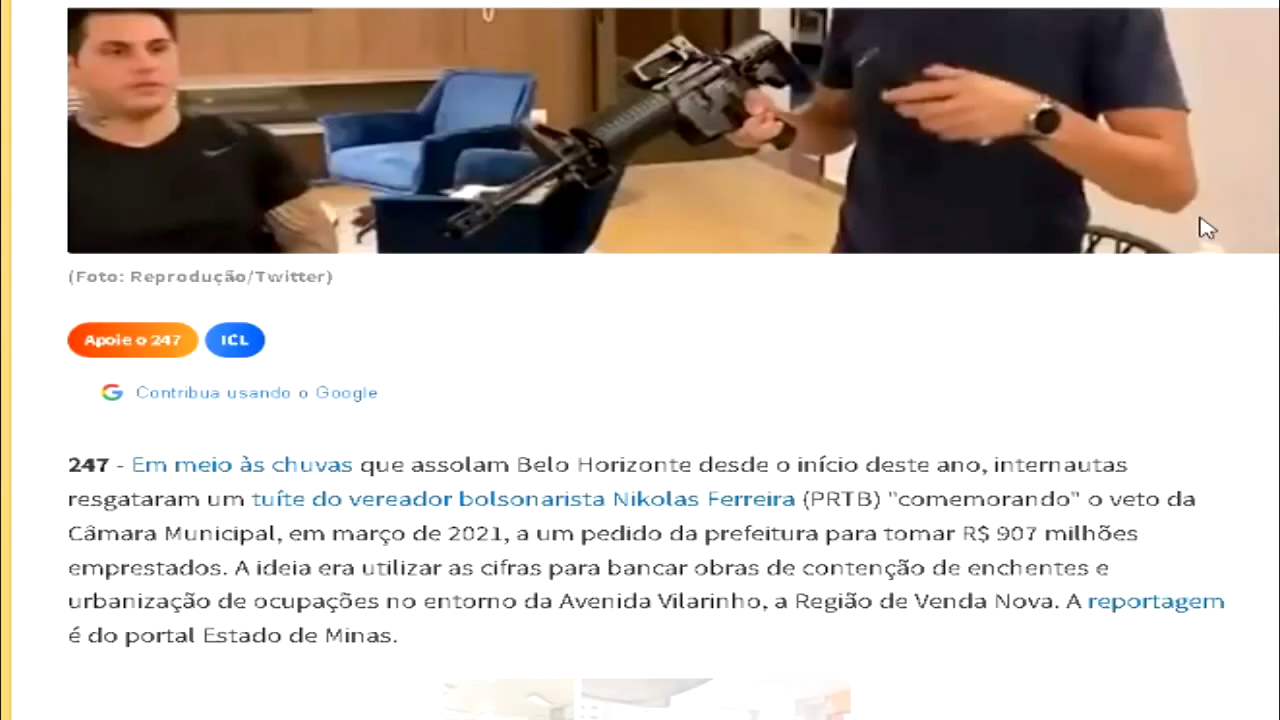 (Foto: Reprodução/Twitter)
Apoie o 247 ICL
Contribua usando o Google
247 - Em meio às chuvas que assolam Belo Horizonte desde o início deste ano, internautas
resgataram um tuíte do vereador bolsonarista Nikolas Ferreira (PRTB) "comemorando" o veto da
Câmara Municipal, em março de 2021, a um pedido da prefeitura para tomar R$ 907 milhões
emprestados. A ideia era utilizar as cifras para bancar obras de contenção de enchentes e
urbanização de ocupações no entorno da Avenida Vilarinho, a Região de Venda Nova. A reportagem
é do portal Estado de Minas.